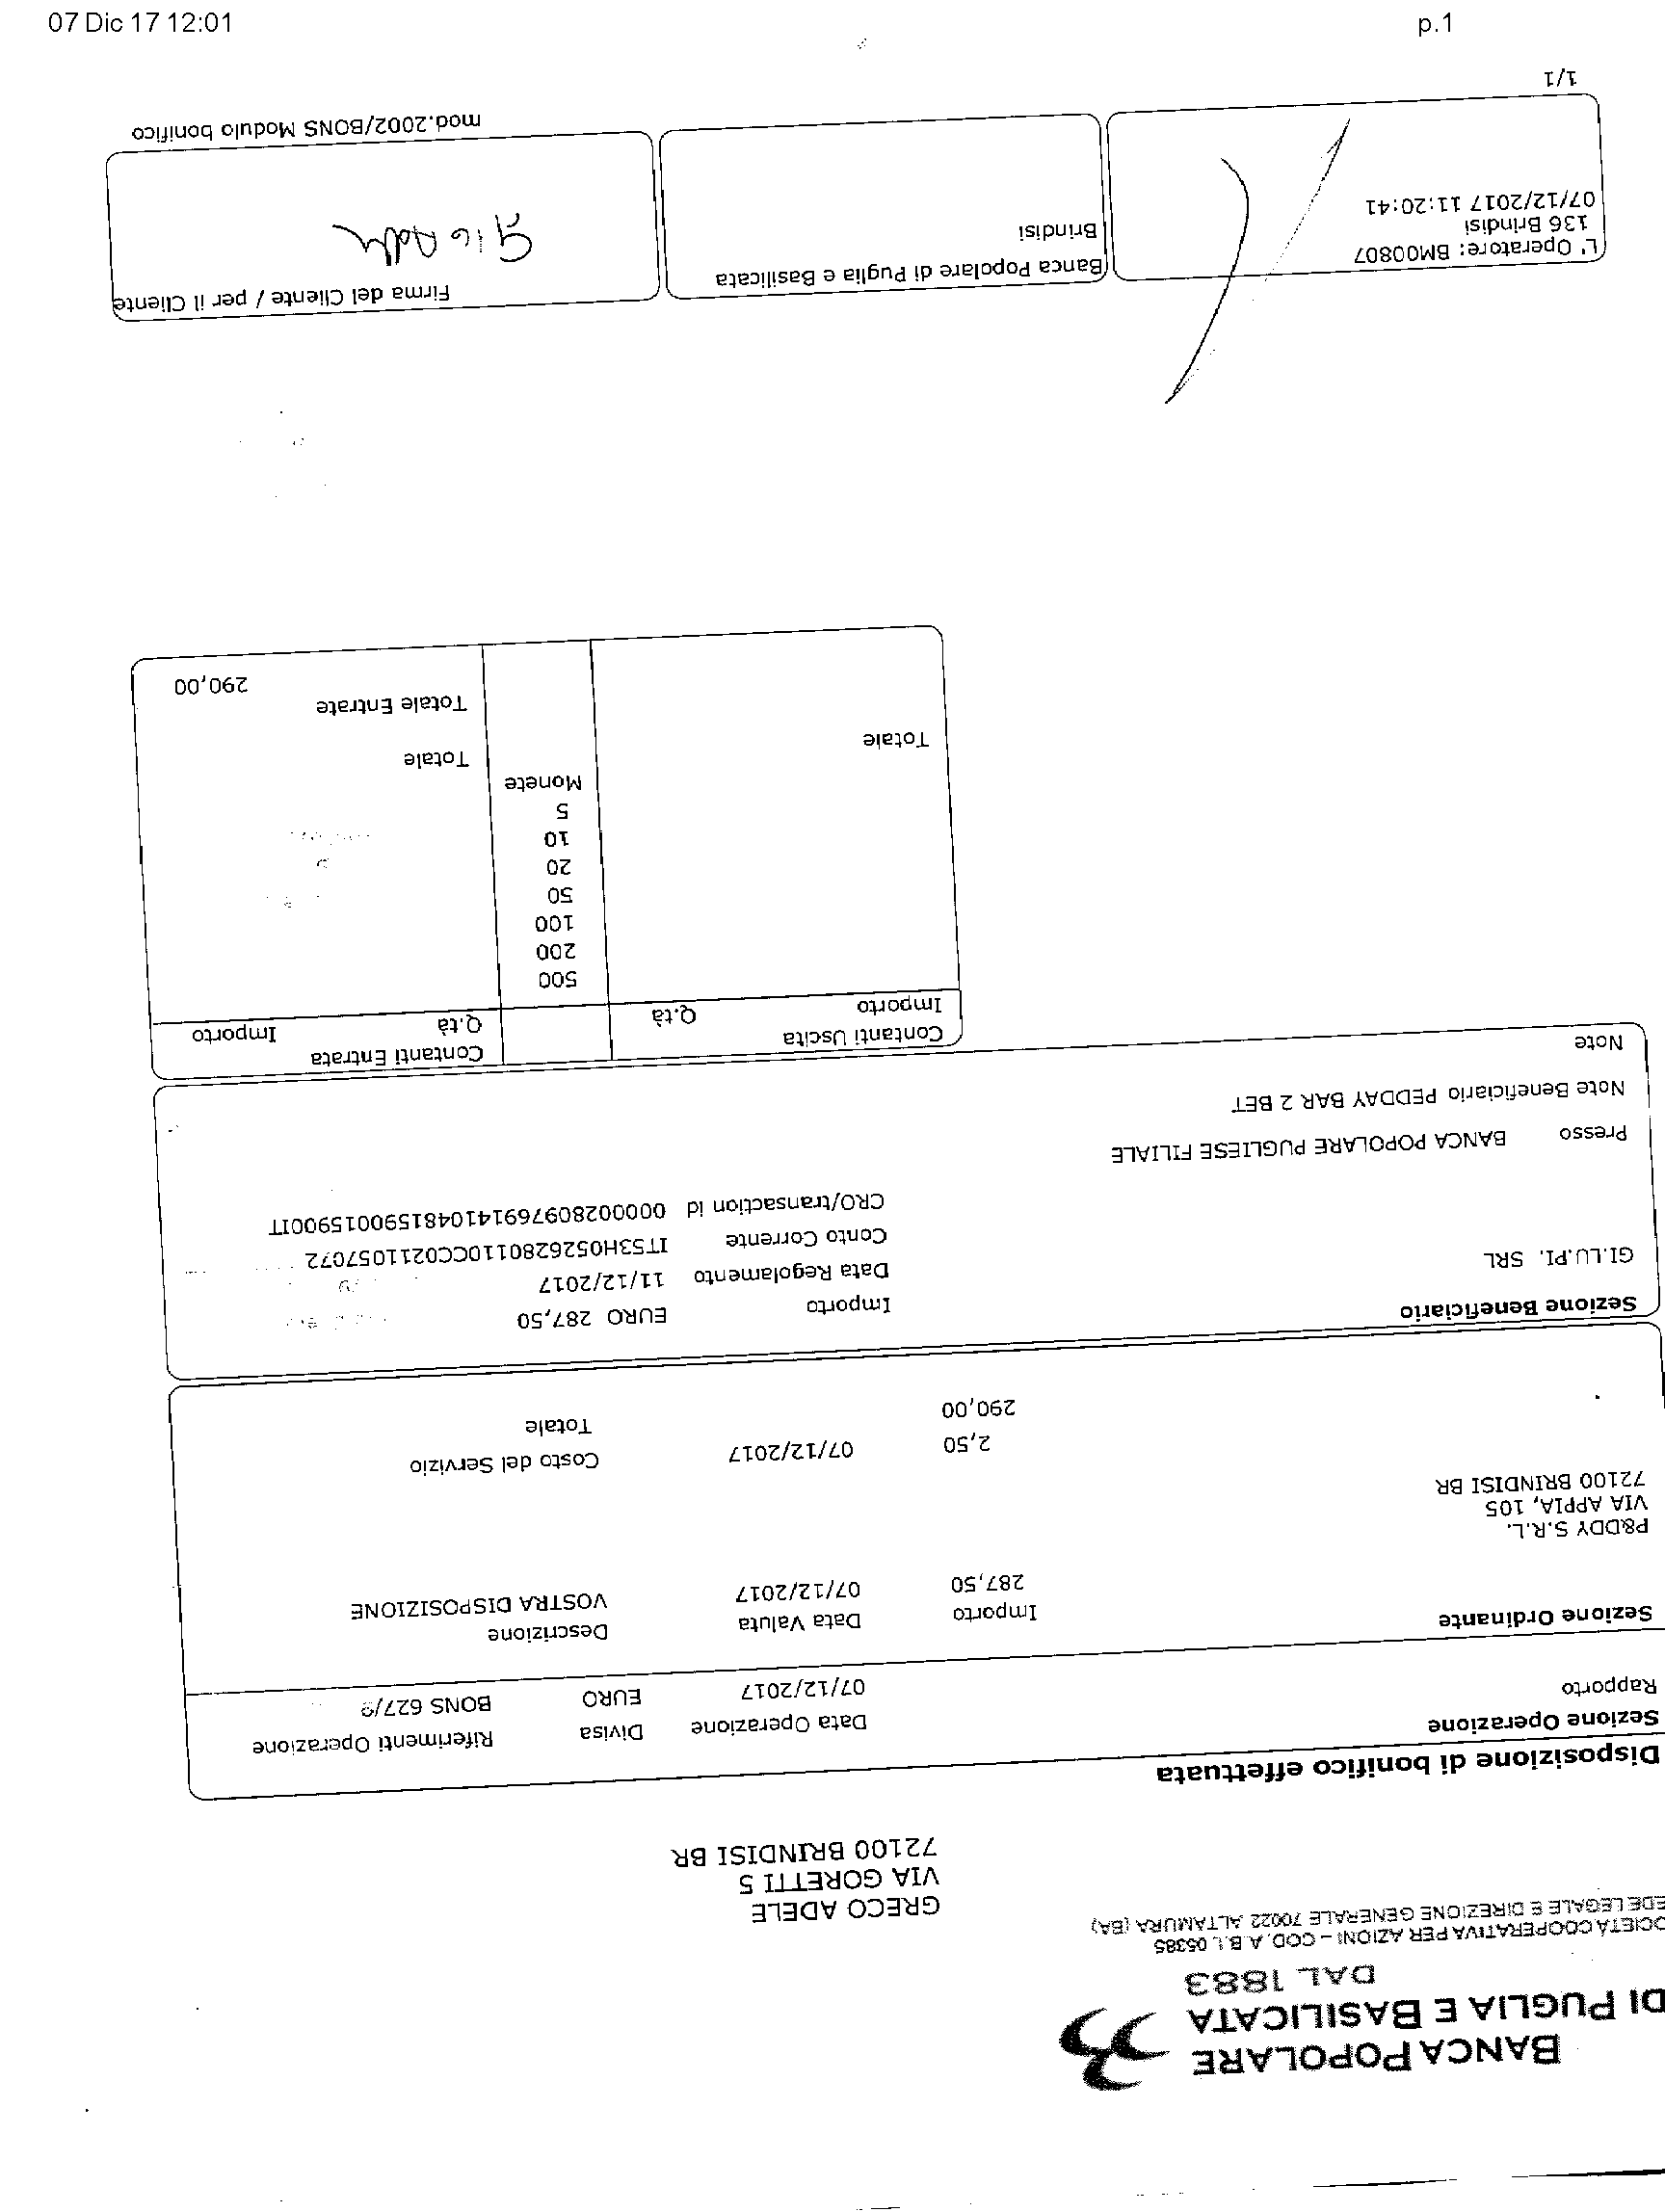 07 Dic 17 12:01
p.1
BANCA POPOLARE
DI PUGLIA E BASILICATA
DAL 1883
OCIETÀ COOPERATIVA PER AZIONI - COD. A.B.I. 05385
EDE LEGALE E DIREZIONE GENERALE 70022 ALTAMURA (BA)
GRECO ADELE
VIA GORETTI 5
72100 BRINDISI BR
Disposizione di bonifico effettuata
Sezione Operazione Data Operazione Divisa Riferimenti Operazione
Rapporto 07/12/2017 EURO BONS 627/9
Sezione Ordinante Importo Data Valuta Descrizione
287,50 07/12/2017 VOSTRA DISPOSIZIONE
P&DDY S.R.L.
VIA APPIA, 105
72100 BRINDISI BR
2,50 07/12/2017 Costo del Servizio
290,00 Totale
Sezione Beneficiario Importo EURO 287,50
GI.LU.PI. SRL Data Regolamento 11/12/2017
Conto Corrente IT53H0526280110CC0211057072
CRO/transaction id 0000028097691410481590015900IT
Presso BANCA POPOLARE PUGLIESE FILIALE
Note Beneficiario PEDDAY BAR 2 BET
Note
Contanti Uscita Contanti Entrata
Importo Q.tà Q.tà Importo
500
200
100
50
20
10
5
Monete
Totale Totale
Totale Entrate 290,00
L' Operatore: BM00807
136 Brindisi
07/12/2017 11:20:41
Banca Popolare di Puglia e Basilicata
Brindisi
Firma del Cliente / per il Cliente
1/1
mod.2002/BONS Modulo bonifico